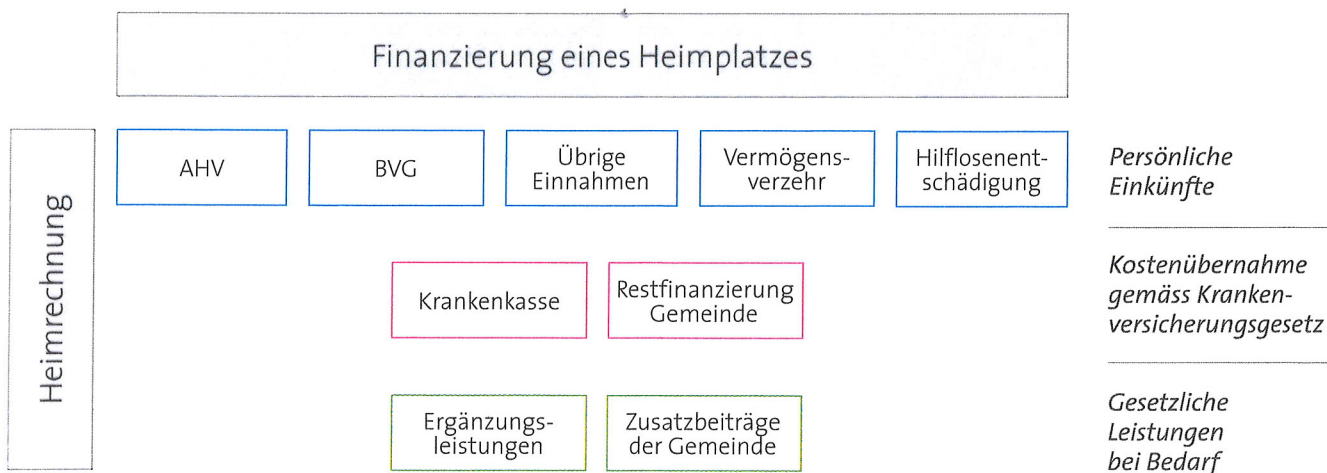 Finanzierung eines Heimplatzes
Heimrechnung
AHV
BVG
Übrige
Einnahmen
Vermögens-
verzehr
Hilflosenent-
schädigung
Persönliche
Einkünfte
Krankenkasse
Restfinanzierung
Gemeinde
Kostenübernahme
gemäss Kranken-
versicherungsgesetz
Ergänzungs-
leistungen
Zusatzbeiträge
der Gemeinde
Gesetzliche
Leistungen
bei Bedarf